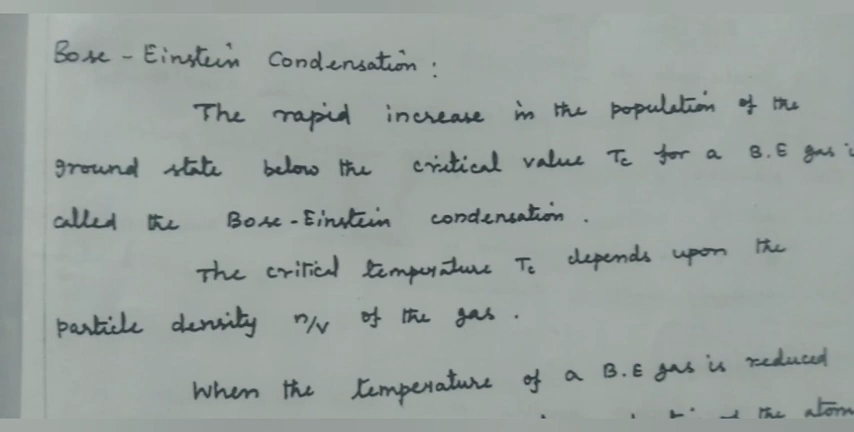 Bose - Einstein Condensation :
The rapid increase in the population of the
ground state below the critical value Tc for a B.E gas
called the Bose - Einstein condensation .
The critical temperature Tc depends upon the
particle density n/v of the gas .
When the temperature of a B.E gas is reduced
the atom